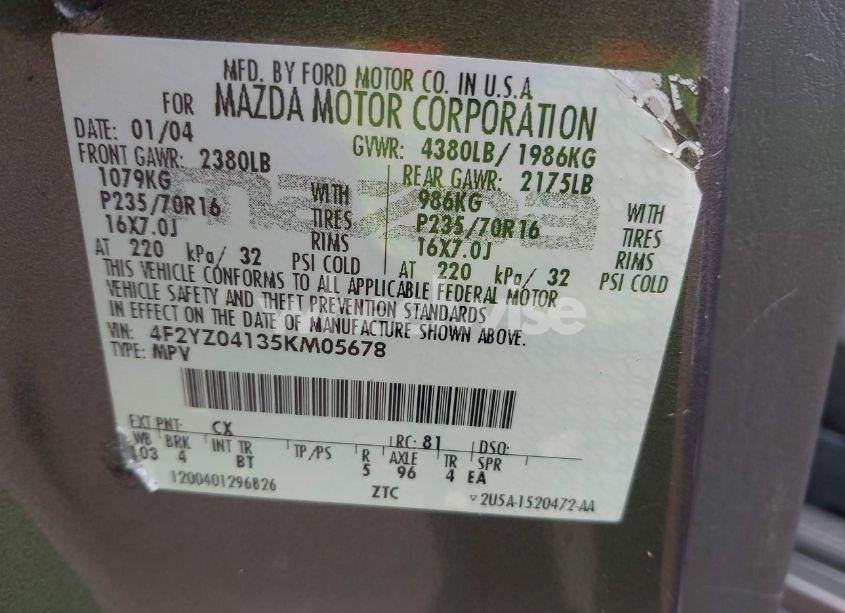 MFD. BY FORD MOTOR CO. IN U.S.A
FOR MAZDA MOTOR CORPORATION
DATE: 01/04 GVWR: 4380LB/ 1986KG
FRONT GAWR: 2380LB REAR GAWR: 2175LB
1079KG WITH 986KG WITH
P235/70R16 TIRES P235/70R16 TIRES
16X7.0J RIMS 16X7.0J RIMS
AT 220 kPa/ 32 PSI COLD AT 220 kPa/ 32 PSI COLD
THIS VEHICLE CONFORMS TO ALL APPLICABLE FEDERAL MOTOR
VEHICLE SAFETY AND THEFT PREVENTION STANDARDS
IN EFFECT ON THE DATE OF MANUFACTURE SHOWN ABOVE.
VIN: 4F2YZ04135KM05678
TYPE: MPV
EXT PNT: CX RC: 81 DSO:
WB BRK INT TR TP/PS R AXLE TR SPR
103 4 BT 5 96 4 EA
1200401296826 ZTC 2U5A-1520472-AA